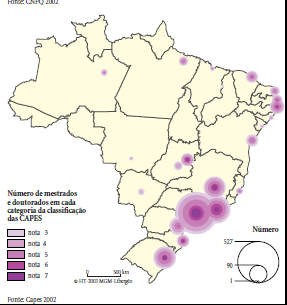 Fonte: CNPQ 2002
Número de mestrados
e doutorados em cada
categoria da classificação
das CAPES
nota 3
nota 4
nota 5
nota 6
nota 7
0 300 km
© HT-2003 MGM-Libergéo
Número
527
90
1
Fonte: Capes 2002